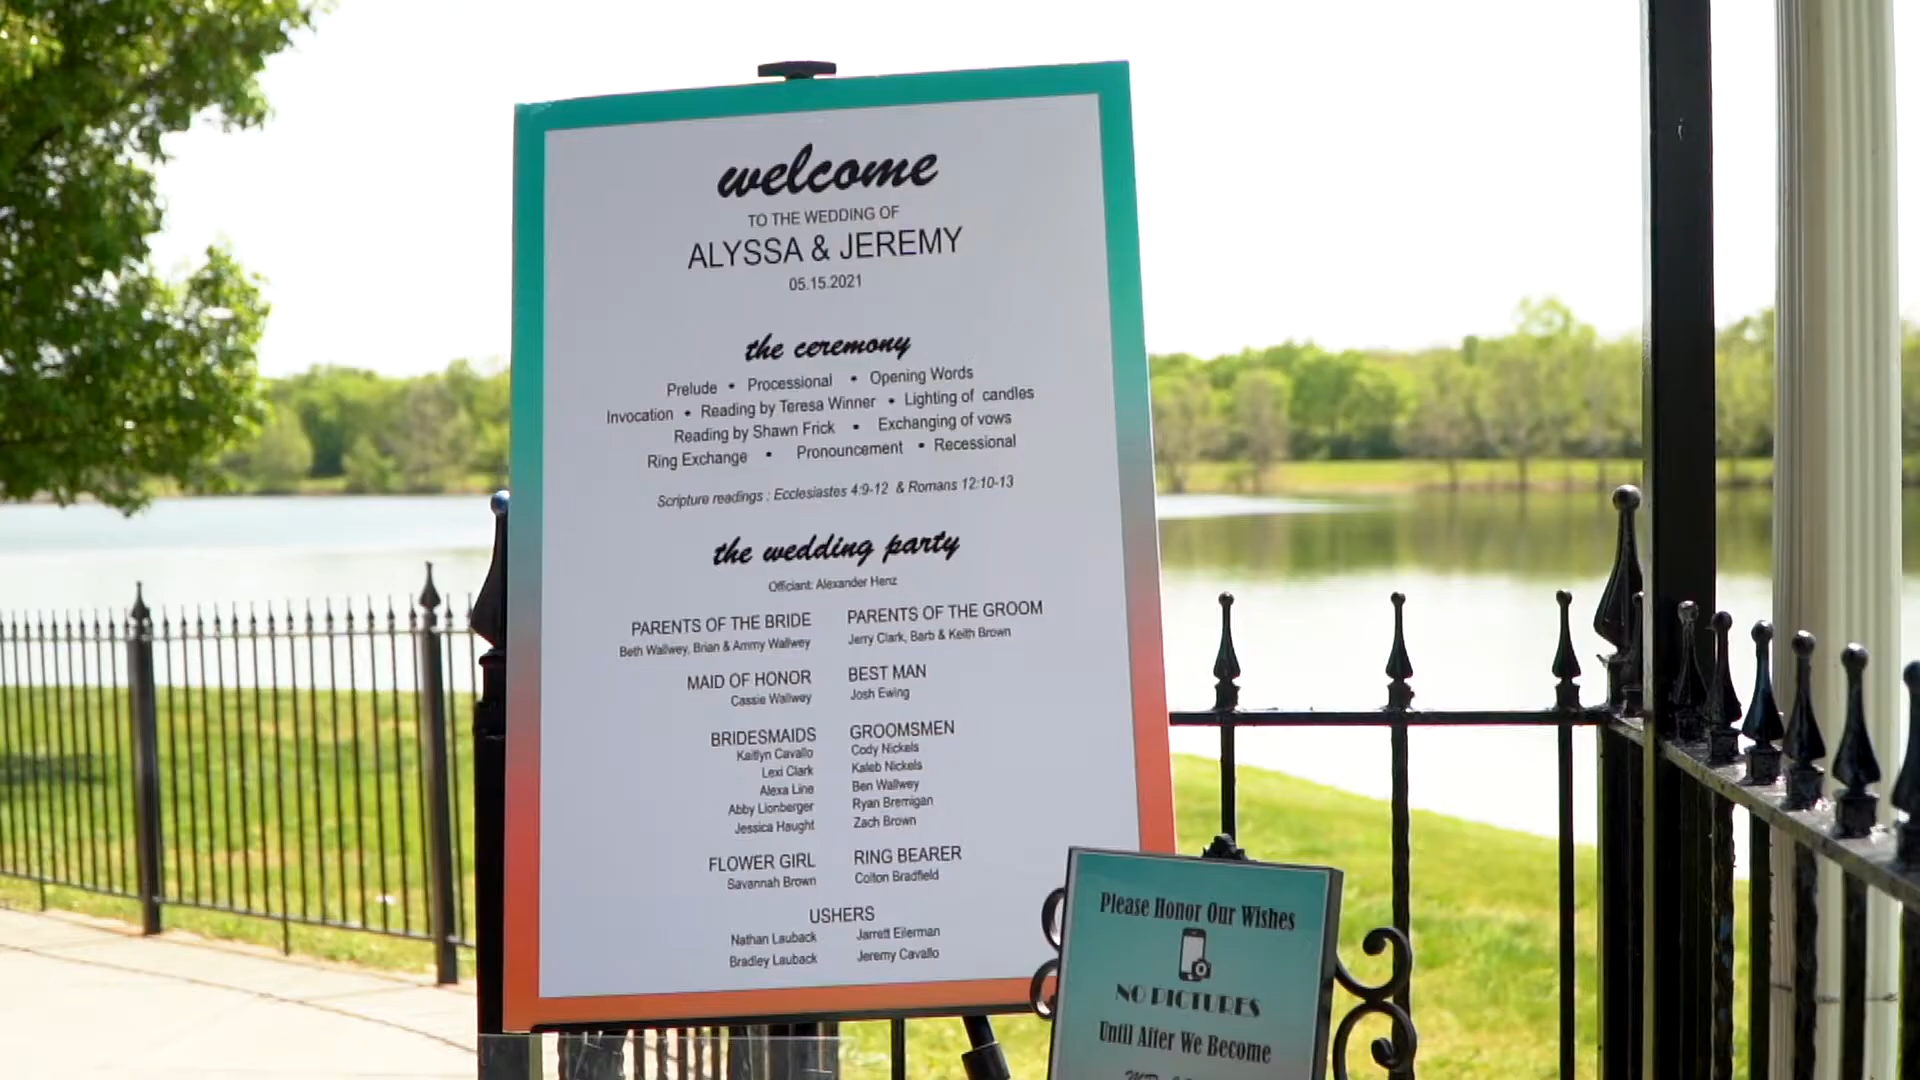 welcome
TO THE WEDDING OF
ALYSSA & JEREMY
05.15.2021
the ceremony
Prelude • Processional • Opening Words
Invocation • Reading by Teresa Winner • Lighting of candles
Reading by Shawn Frick • Exchanging of vows
Ring Exchange • Pronouncement • Recessional
Scripture readings : Ecclesiastes 4:9-12 & Romans 12:10-13
the wedding party
Officiant: Alexander Henz
PARENTS OF THE BRIDE
Beth Wallwey, Brian & Ammy Wallwey
PARENTS OF THE GROOM
Jerry Clark, Barb & Keith Brown
MAID OF HONOR
Cassie Wallwey
BEST MAN
Josh Ewing
BRIDESMAIDS
Kaitlyn Cavallo
Lexi Clark
Alexa Line
Abby Lionberger
Jessica Haught
GROOMSMEN
Cody Nickels
Kaleb Nickels
Ben Wallwey
Ryan Bremigan
Zach Brown
FLOWER GIRL
Savannah Brown
RING BEARER
Colton Bradfield
USHERS
Nathan Lauback
Bradley Lauback
Jarrett Eilerman
Jeremy Cavallo
Please Honor Our Wishes
NO PICTURES
Until After We Become